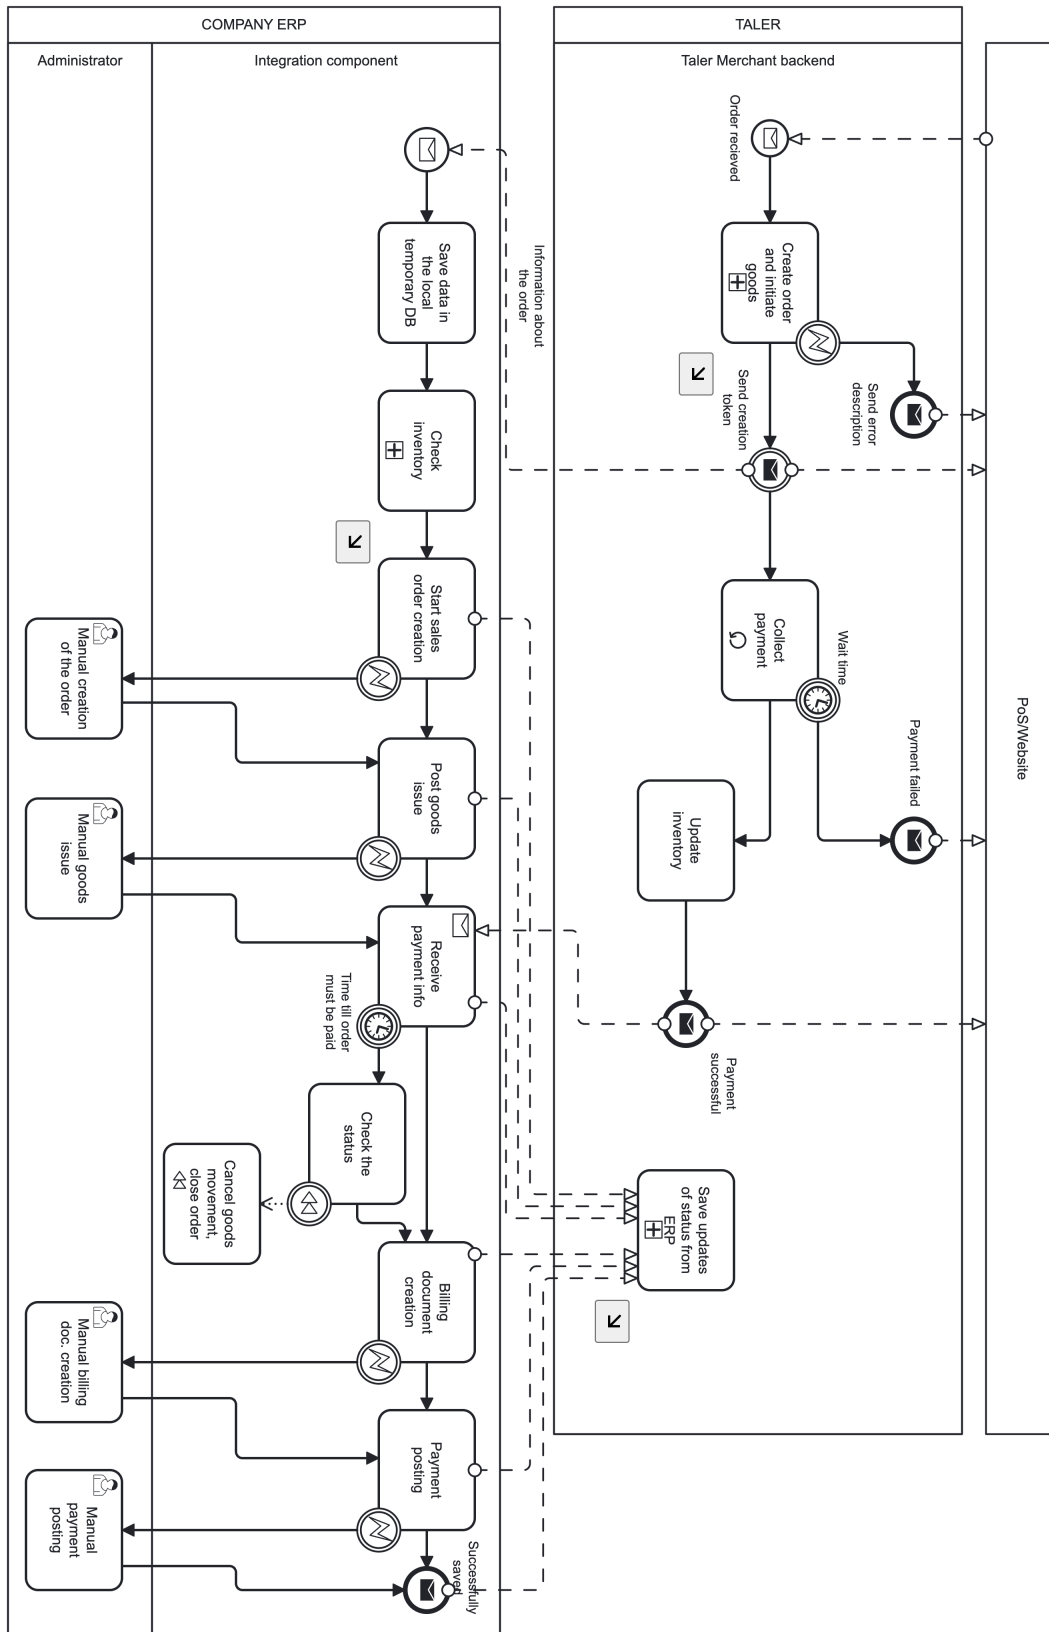 COMPANY ERP
TALER
Administrator
Integration component
Taler Merchant backend
PoS/Website
Order recieved
Create order
and initiate
goods
Send error
description
Send creation
token
Information about
the order
Save data in
the local
temporary DB
Check
inventory
Start sales
order creation
Manual creation
of the order
Collect
payment
Wait time
Payment failed
Post goods
issue
Manual goods
issue
Update
inventory
Receive
payment info
Time till order
must be paid
Payment
successful
Check the
status
Cancel goods
movement,
close order
Save updates
of status from
ERP
Billing
document
creation
Manual billing
doc. creation
Payment
posting
Manual
payment
posting
Successfully
saved